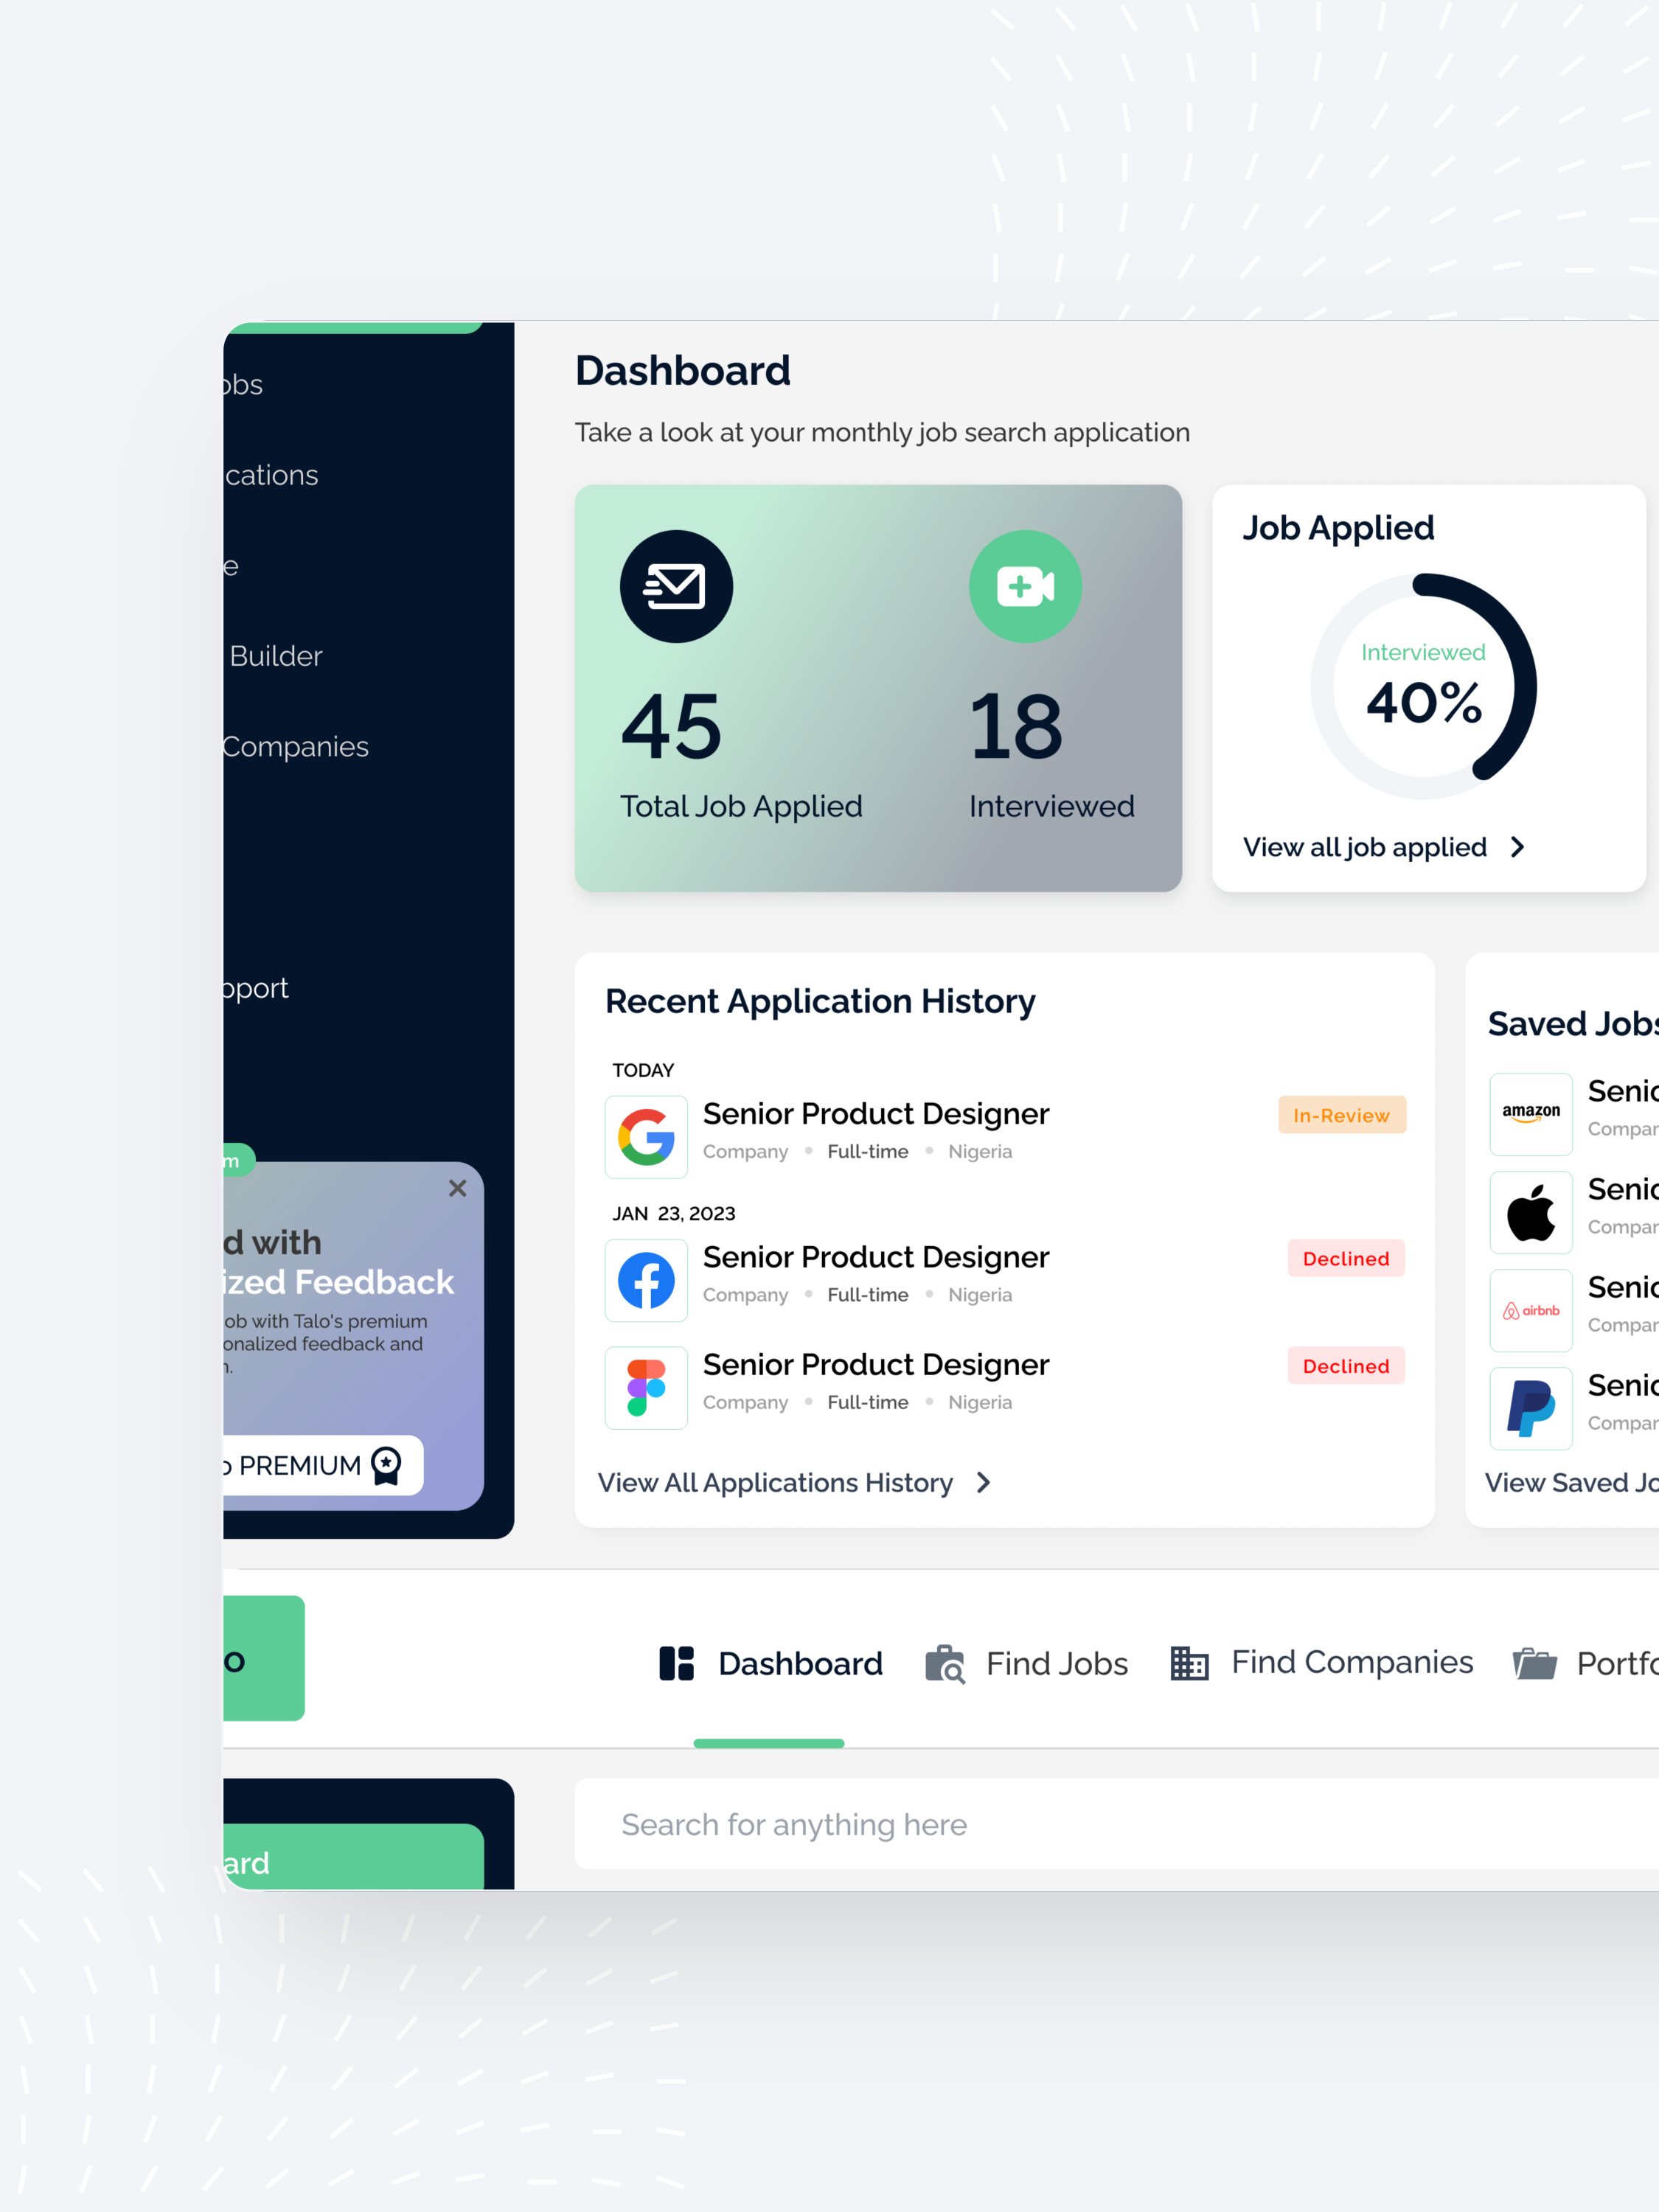 obs
cations
e
Builder
Companies
pport
m
d with
ized Feedback
ob with Talo's premium
onalized feedback and
n.
o PREMIUM
Dashboard
Take a look at your monthly job search application
45
Total Job Applied
18
Interviewed
Job Applied
Interviewed
40%
View all job applied
Recent Application History
TODAY
Senior Product Designer
In-Review
Company • Full-time • Nigeria
JAN 23, 2023
Senior Product Designer
Declined
Company • Full-time • Nigeria
Senior Product Designer
Declined
Company • Full-time • Nigeria
View All Applications History
Saved Jobs
amazon
Senic
Compar
Senic
Compar
airbnb
Senic
Compar
Senic
Compar
View Saved Jo
o
Dashboard
Find Jobs
Find Companies
Portfo
ard
Search for anything here